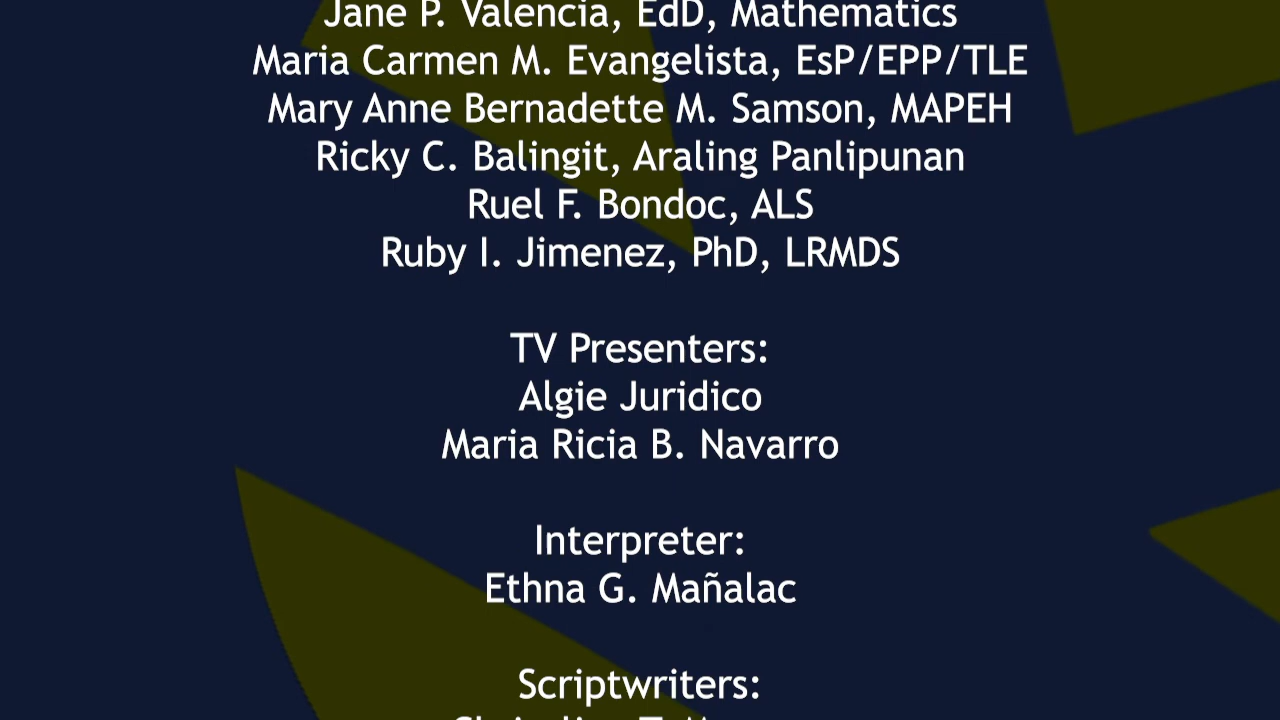 Jane P. Valencia, EdD, Mathematics
Maria Carmen M. Evangelista, EsP/EPP/TLE
Mary Anne Bernadette M. Samson, MAPEH
Ricky C. Balingit, Araling Panlipunan
Ruel F. Bondoc, ALS
Ruby I. Jimenez, PhD, LRMDS
TV Presenters:
Algie Juridico
Maria Ricia B. Navarro
Interpreter:
Ethna G. Mañalac
Scriptwriters: